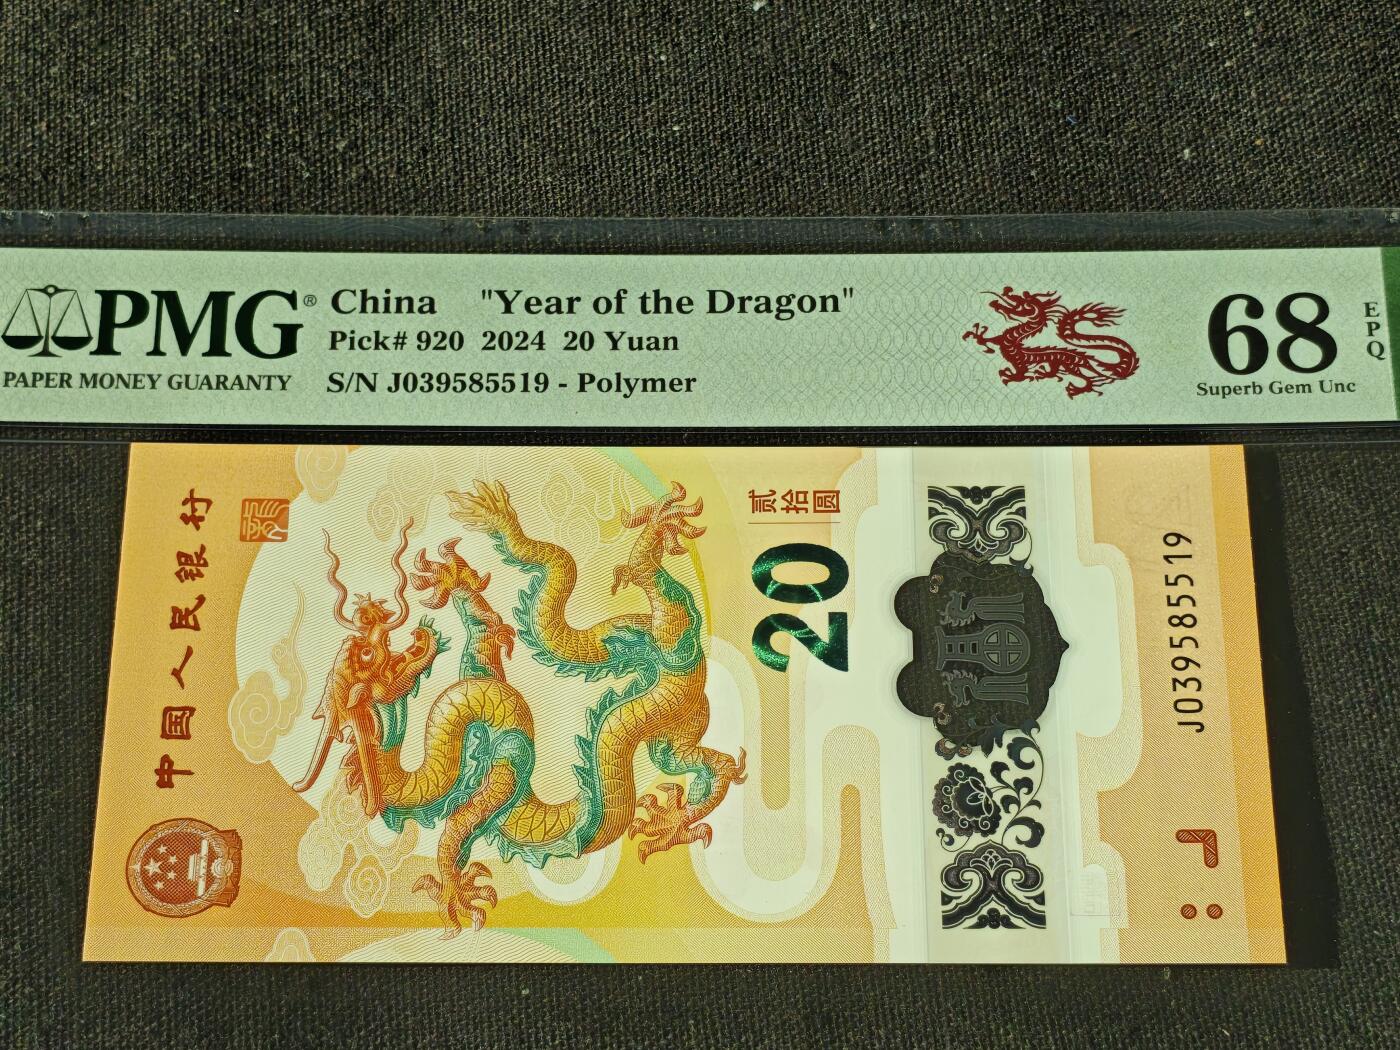 PMG®
PAPER MONEY GUARANTY
China "Year of the Dragon"
Pick# 920 2024 20 Yuan
S/N J039585519 - Polymer
68
EPQ
Superb Gem Unc
中国人民银行
贰拾圆
20
J039585519